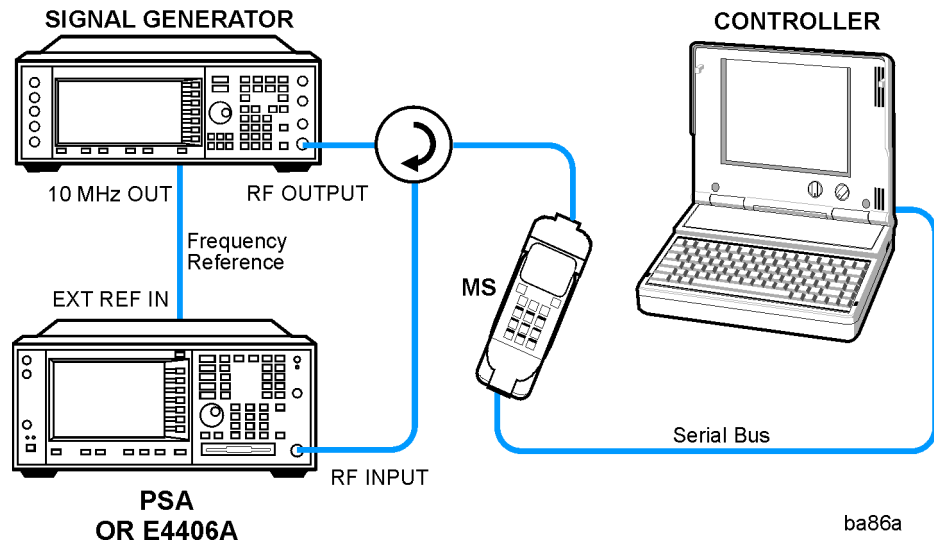 SIGNAL GENERATOR
CONTROLLER
10 MHz OUT
RF OUTPUT
Frequency
Reference
MS
EXT REF IN
Serial Bus
RF INPUT
PSA
OR E4406A
ba86a